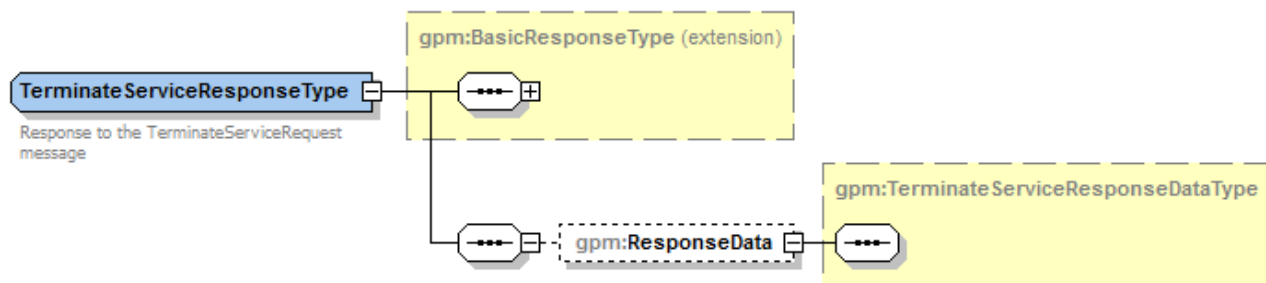 gpm:BasicResponseType (extension)
TerminateServiceResponseType
Response to the TerminateServiceRequest
message
gpm:TerminateServiceResponseDataType
gpm:ResponseData